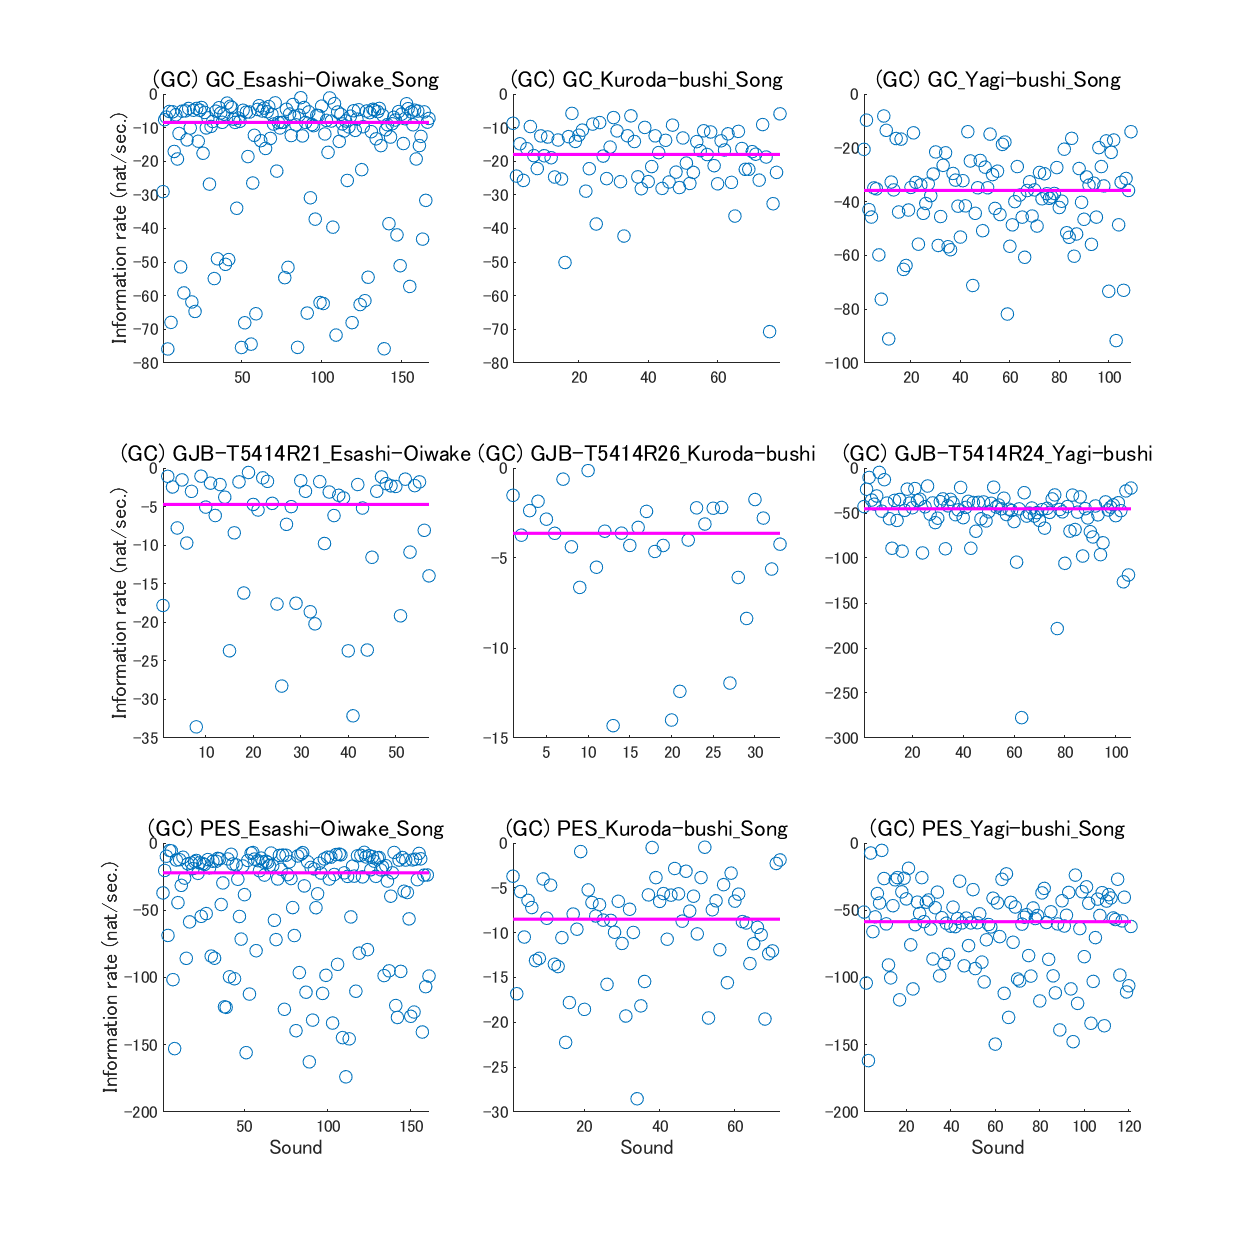 (GC) GC_Esashi-Oiwake_Song
(GC) GC_Kuroda-bushi_Song
(GC) GC_Yagi-bushi_Song
Information rate (nat/sec.)
0
-10
-20
-30
-40
-50
-60
-70
-80
50 100 150
0
-10
-20
-30
-40
-50
-60
-70
-80
20 40 60
0
-20
-40
-60
-80
-100
20 40 60 80 100
(GC) GJB-T5414R21_Esashi-Oiwake
(GC) GJB-T5414R26_Kuroda-bushi
(GC) GJB-T5414R24_Yagi-bushi
Information rate (nat/sec.)
0
-5
-10
-15
-20
-25
-30
-35
10 20 30 40 50
0
-5
-10
-15
5 10 15 20 25 30
0
-50
-100
-150
-200
-250
-300
20 40 60 80 100
(GC) PES_Esashi-Oiwake_Song
(GC) PES_Kuroda-bushi_Song
(GC) PES_Yagi-bushi_Song
Information rate (nat/sec.)
0
-50
-100
-150
-200
50 100 150
Sound
0
-5
-10
-15
-20
-25
-30
20 40 60
Sound
0
-50
-100
-150
-200
20 40 60 80 100 120
Sound